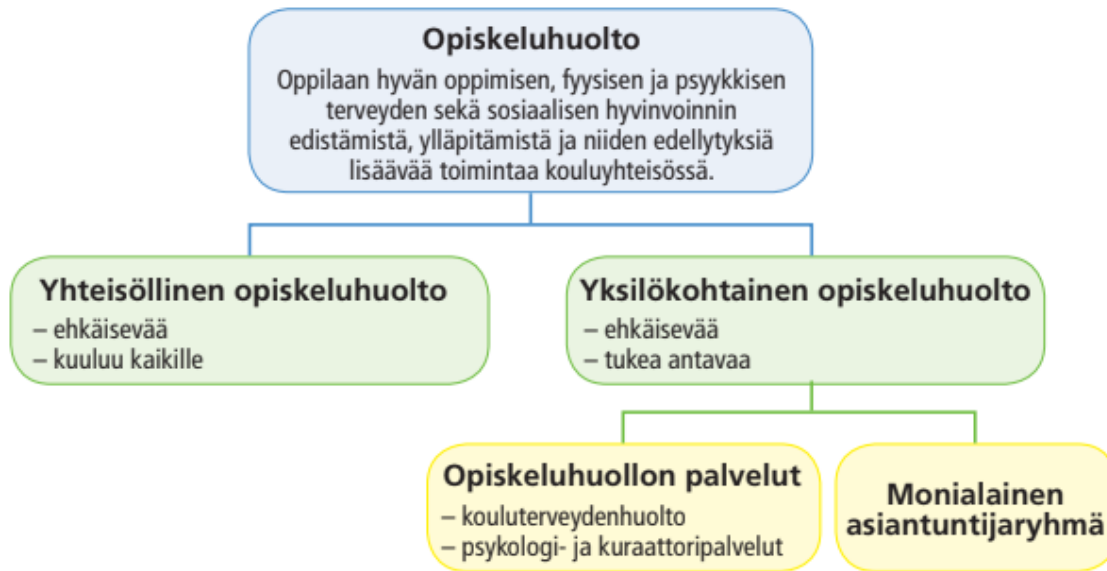 Opiskeluhuolto
Oppilaan hyvän oppimisen, fyysisen ja psyykkisen
terveyden sekä sosiaalisen hyvinvoinnin
edistämistä, ylläpitämistä ja niiden edellytyksiä
lisäävää toimintaa kouluyhteisössä.
Yhteisöllinen opiskeluhuolto
– ehkäisevää
– kuuluu kaikille
Yksilökohtainen opiskeluhuolto
– ehkäisevää
– tukea antavaa
Opiskeluhuollon palvelut
– kouluterveydenhuolto
– psykologi- ja kuraattoripalvelut
Monialainen
asiantuntijaryhmä